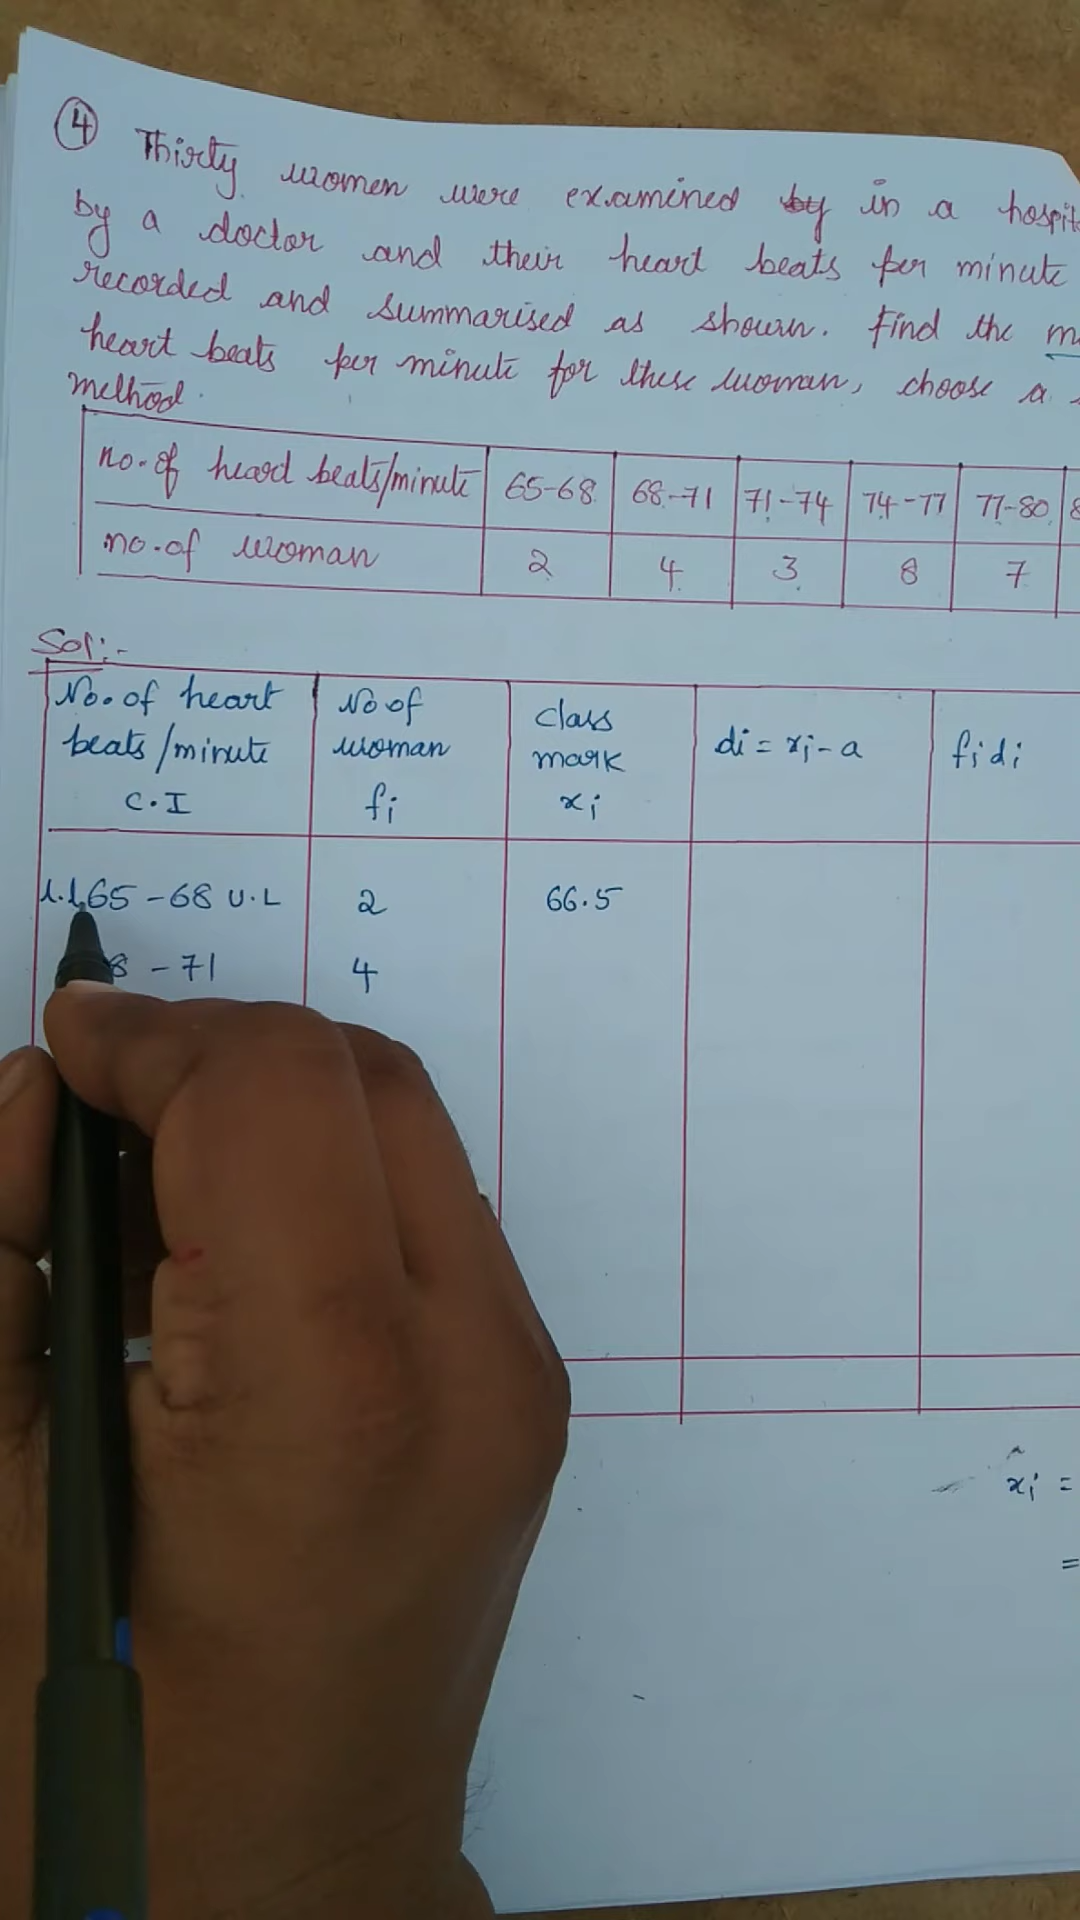 4 Thirty women were examined by in a
by a doctor and their heart beats per minute
recorded and summarised as shown. Find the
heart beats per minute for these woman, choose a
method.
no. of heard beats/minute 65-68 68-71 71-74 74-77 77-80 8
no. of woman 2 4 3 8 7
Sol:-
No. of heart beats /minute C.I
No of woman fi
class mark xi
di = xi - a
fidi
l.l 65 - 68 U.L 2 66.5
8 - 71 4
xi =
=